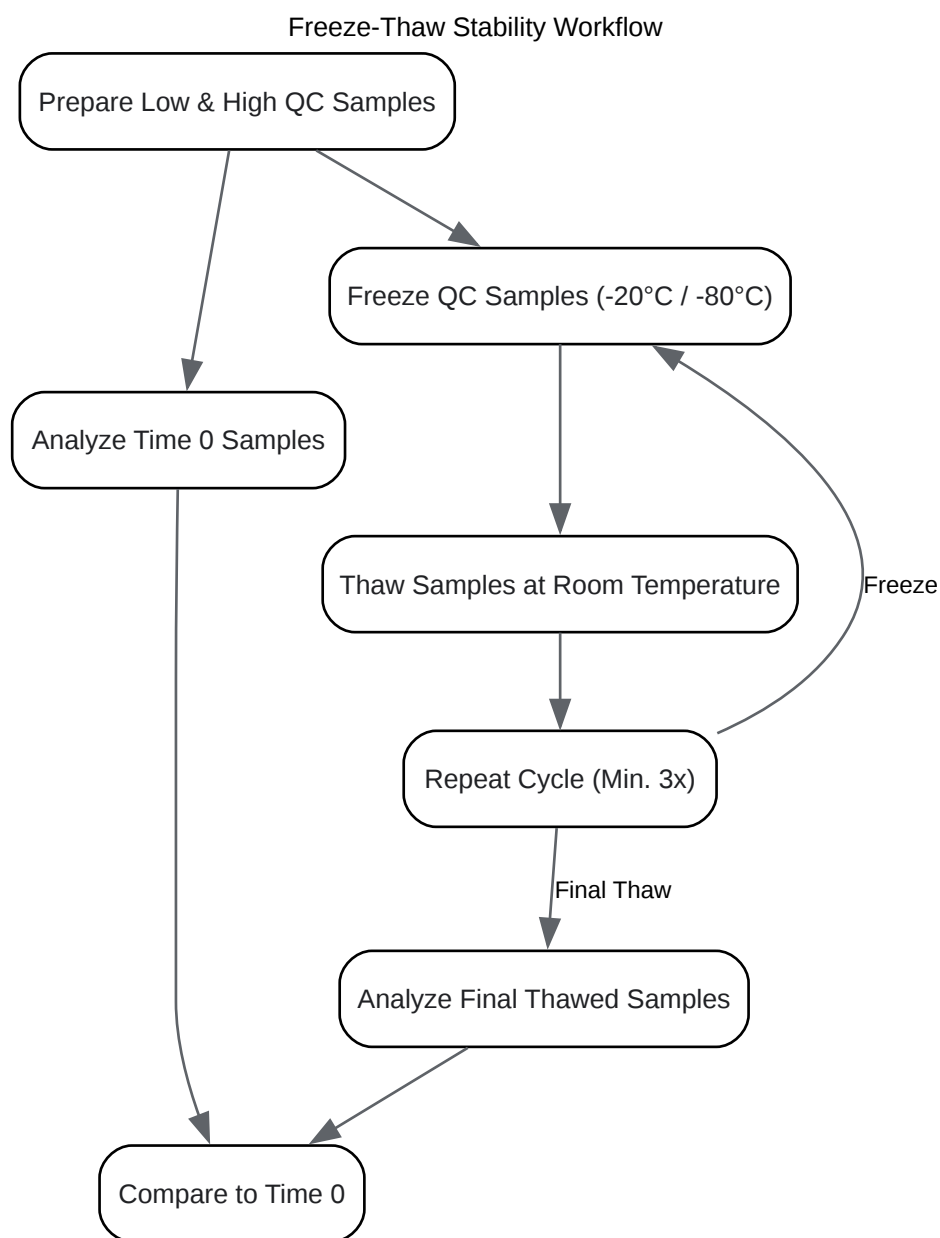 Freeze-Thaw Stability Workflow
Prepare Low & High QC Samples
Freeze QC Samples (-20°C / -80°C)
Analyze Time 0 Samples
Thaw Samples at Room Temperature
Freeze
Repeat Cycle (Min. 3x)
Final Thaw
Analyze Final Thawed Samples
Compare to Time 0